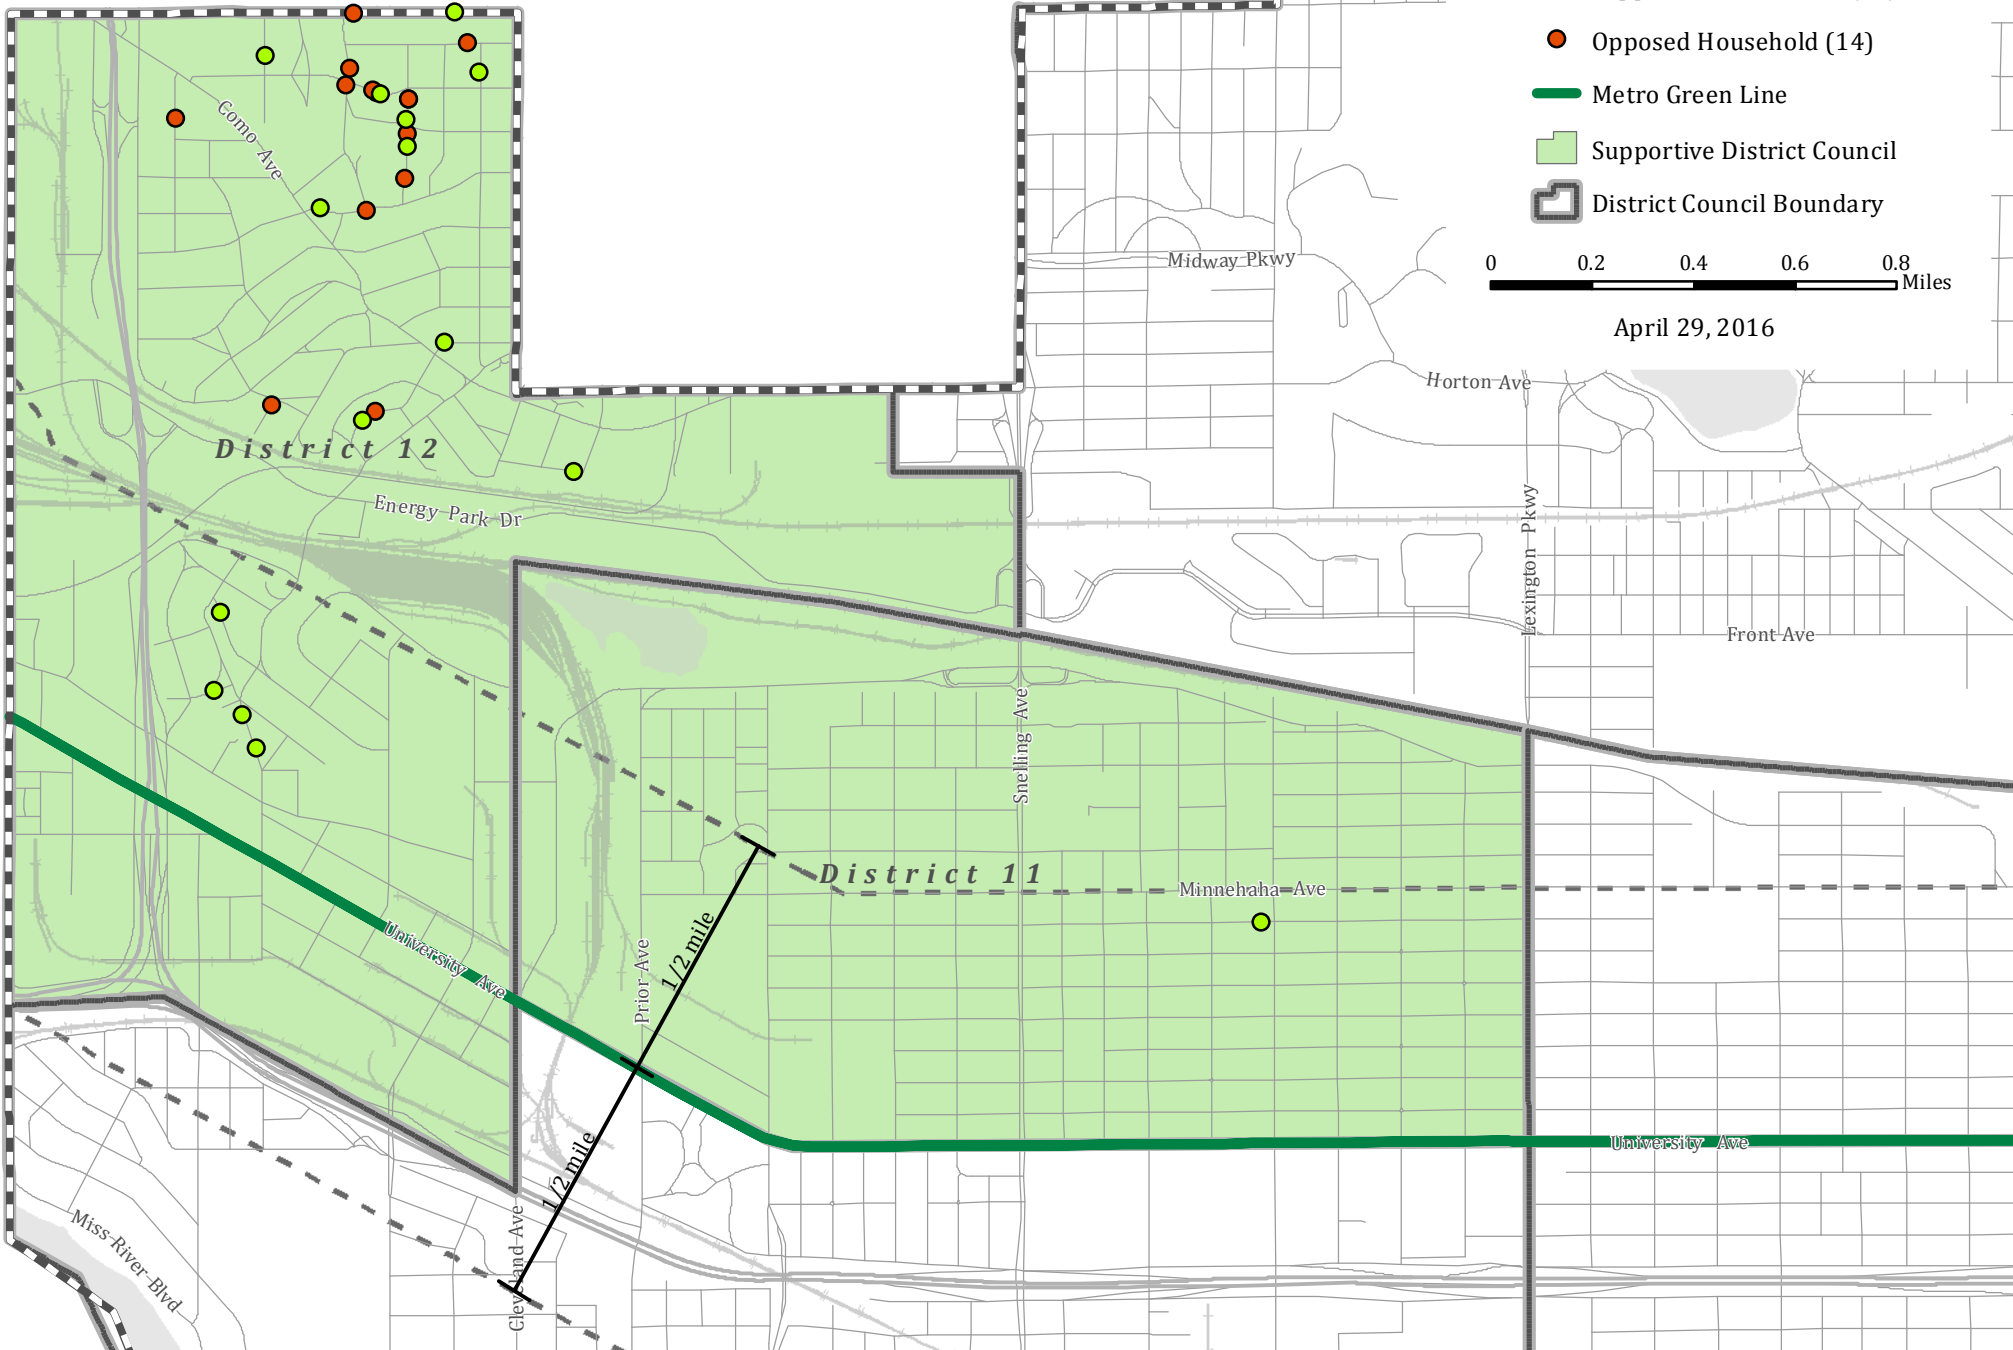 Opposed Household (14)
Metro Green Line
Supportive District Council
District Council Boundary
0 0.2 0.4 0.6 0.8
Miles
April 29, 2016
Como Ave
Midway Pkwy
Horton Ave
District 12
Energy Park Dr
Lexington Pkwy
Front Ave
Snelling Ave
District 11
Minnehaha Ave
University Ave
Prior Ave
1/2 mile
1/2 mile
University Ave
Miss River Blvd
Cleveland Ave